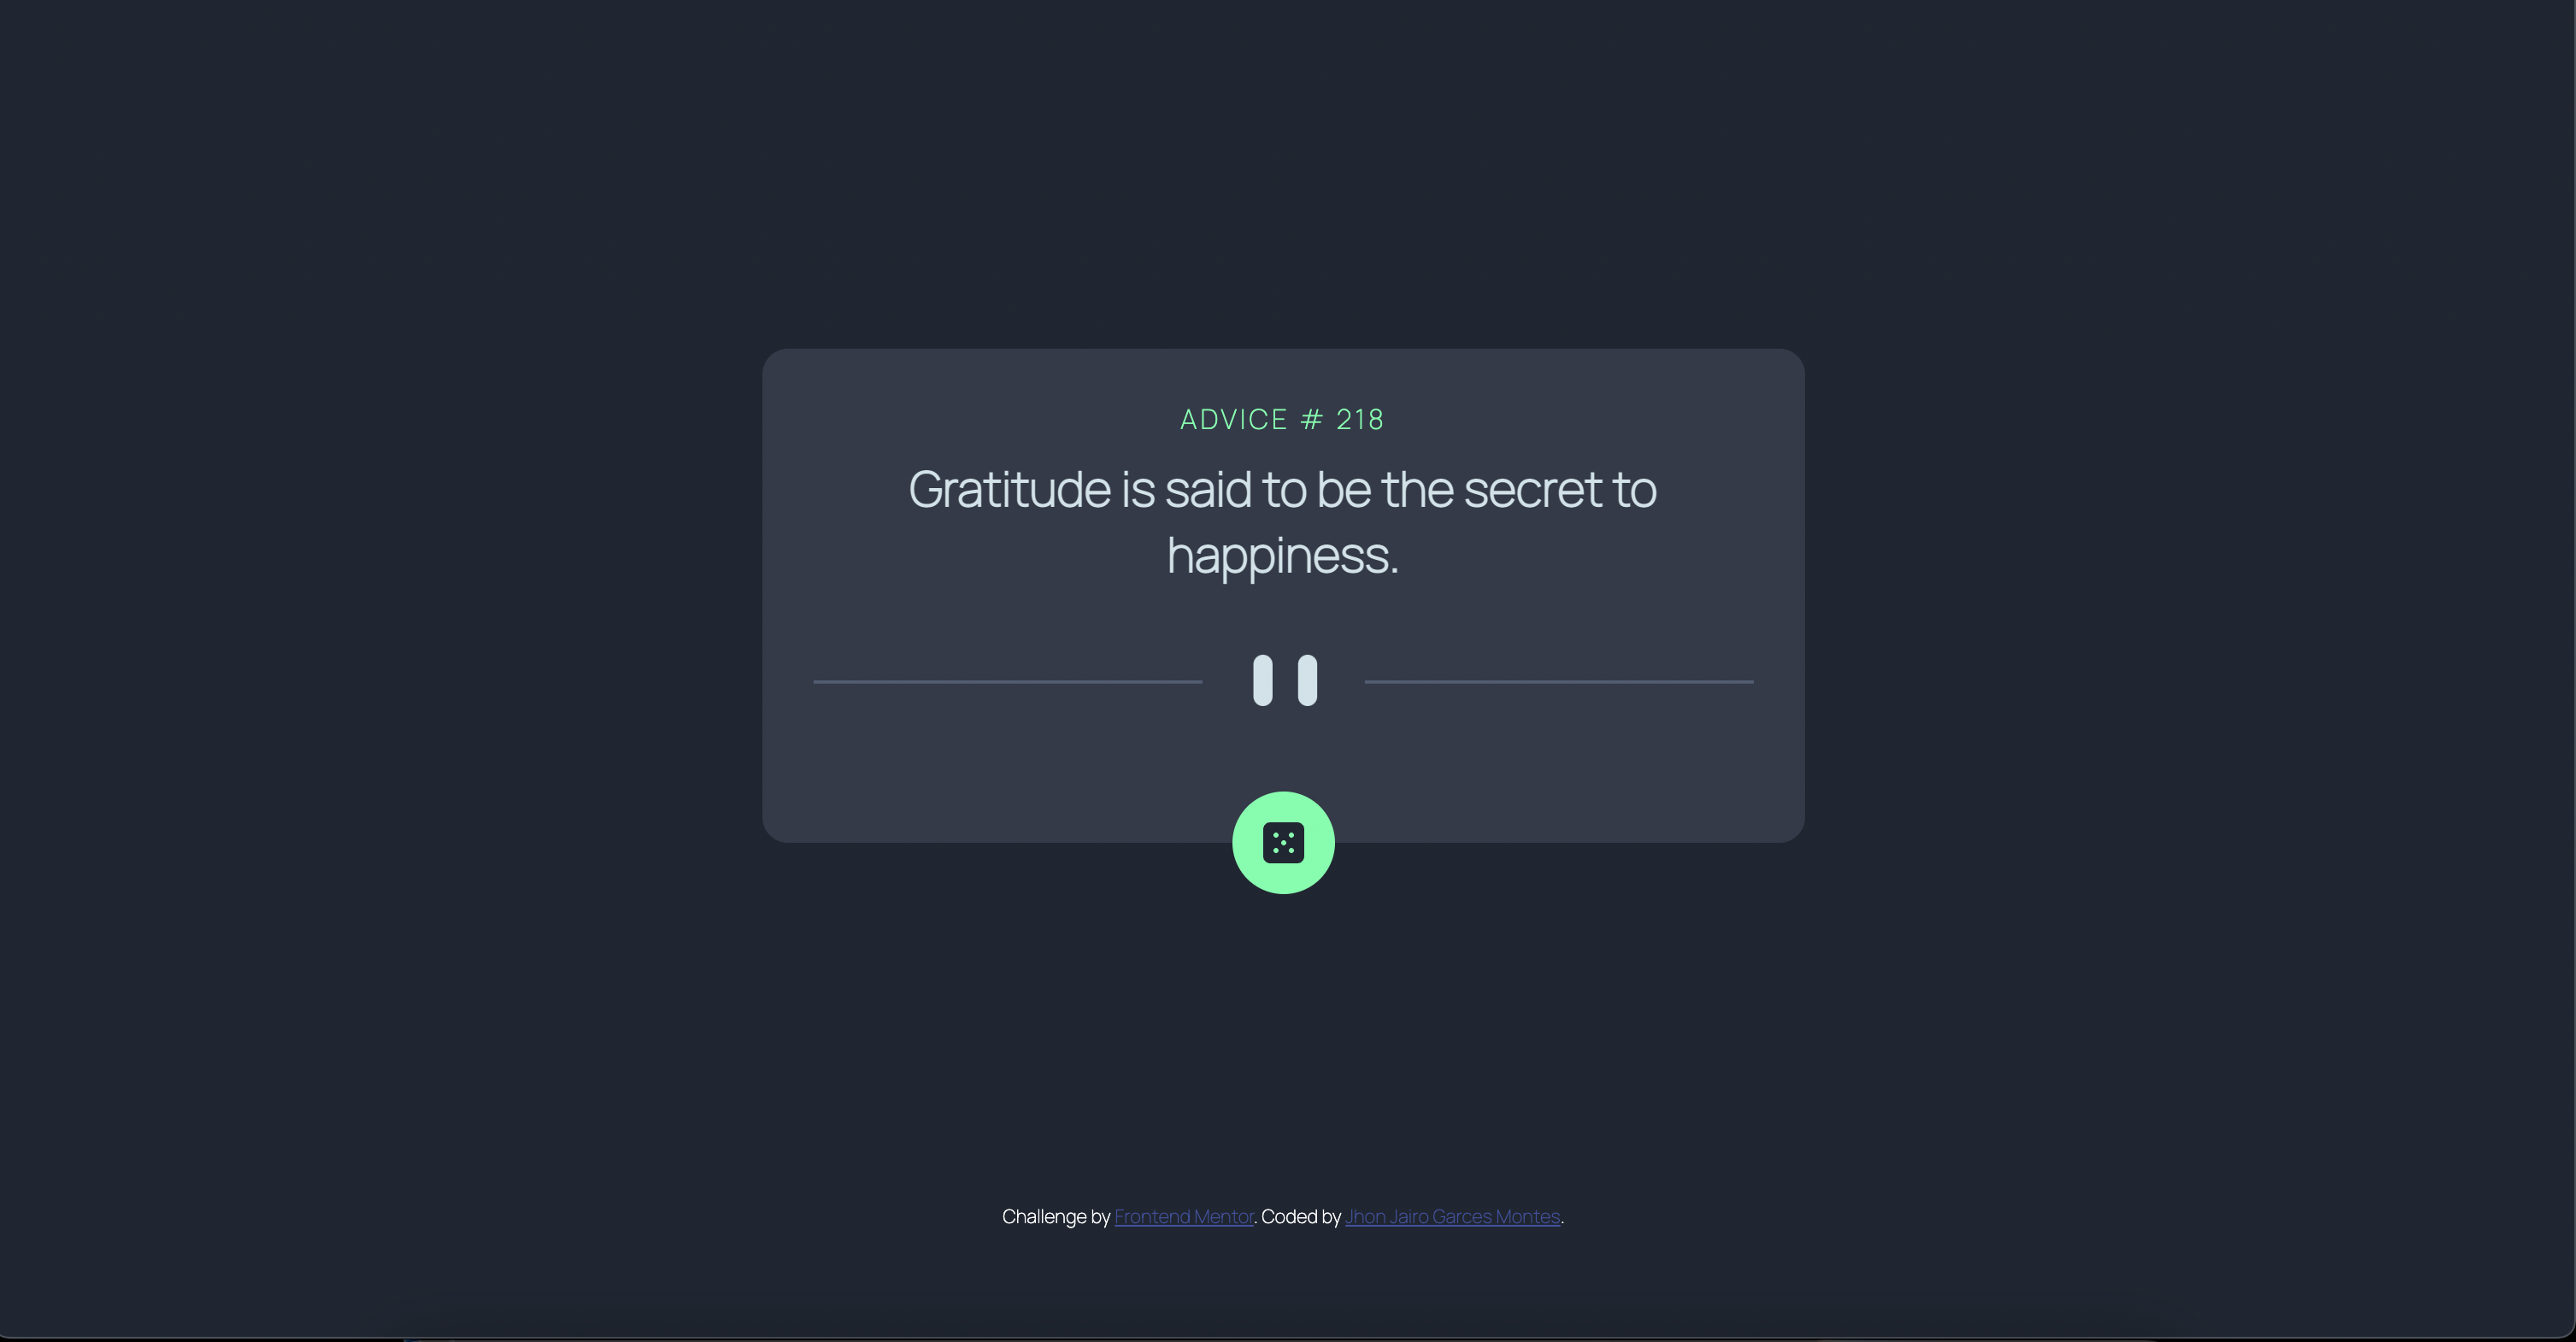 ADVICE # 218
Gratitude is said to be the secret to
happiness.
Challenge by Frontend Mentor. Coded by Jhon Jairo Garces Montes.